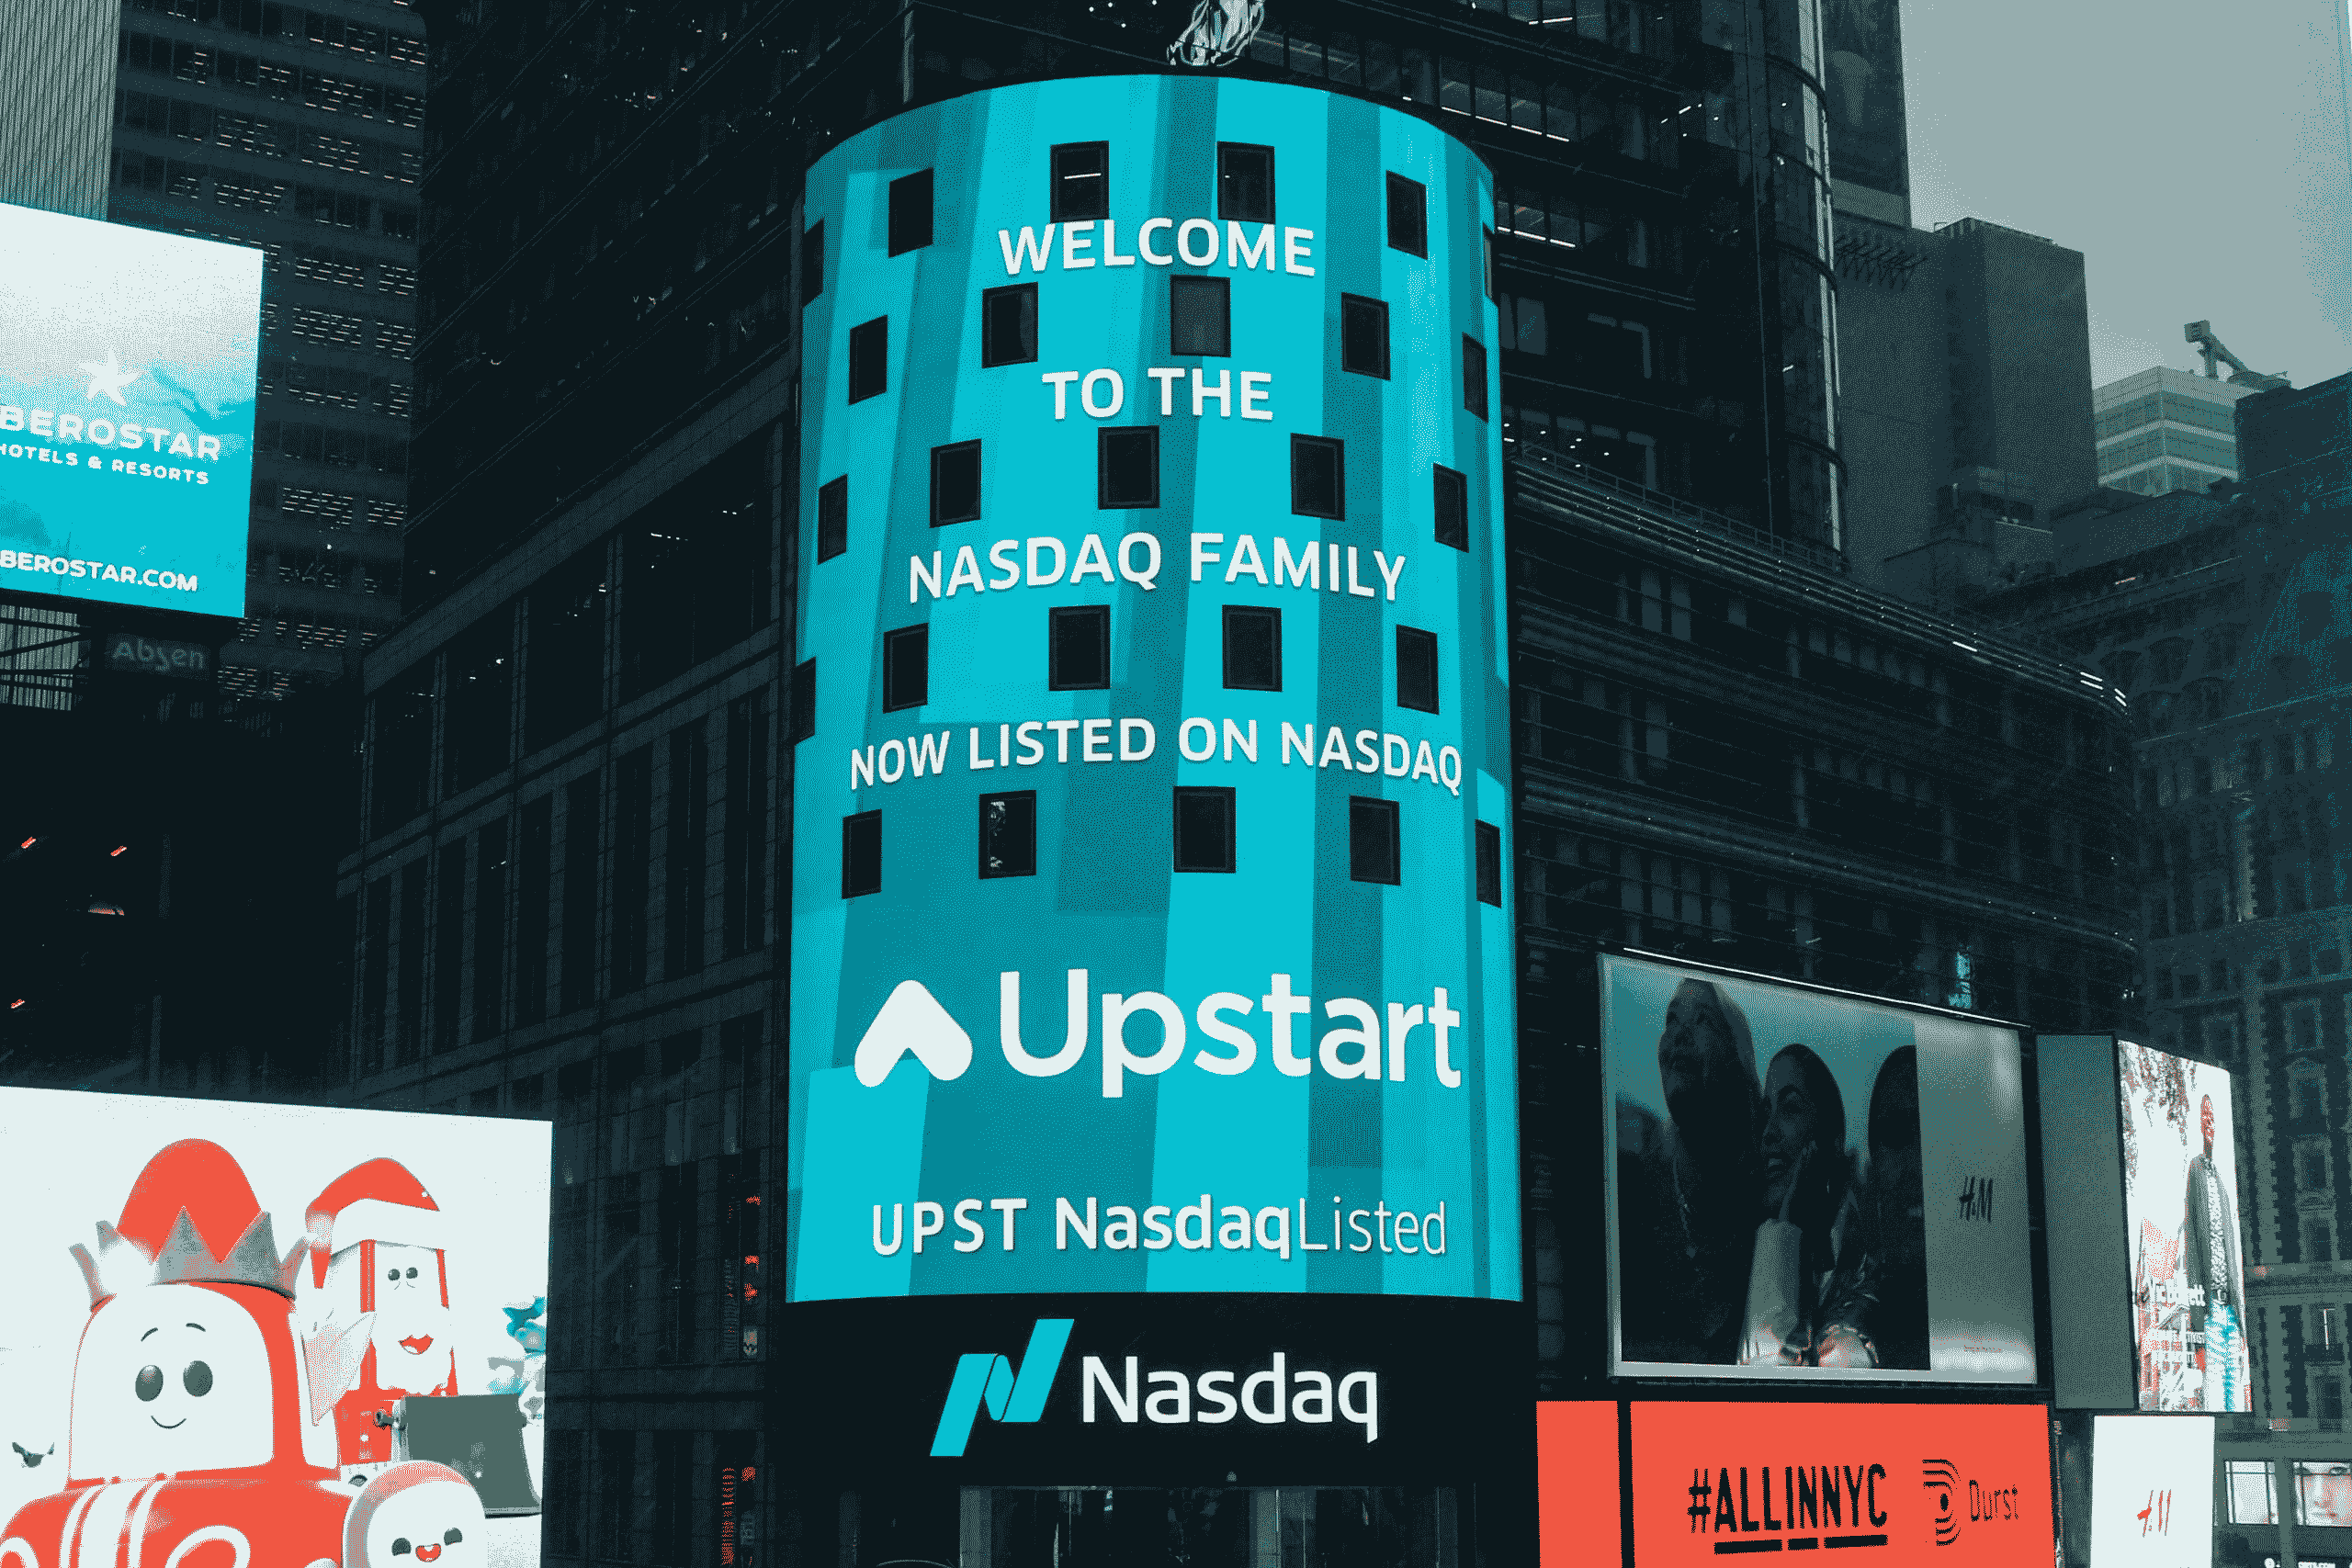 WELCOME
TO THE
NASDAQ FAMILY
NOW LISTED ON NASDAQ
Upstart
UPST NasdaqListed
Nasdaq
BEROSTAR
HOTELS & RESORTS
BEROSTAR.COM
Absen
H&M
#ALLINNYC
Durst
H&M